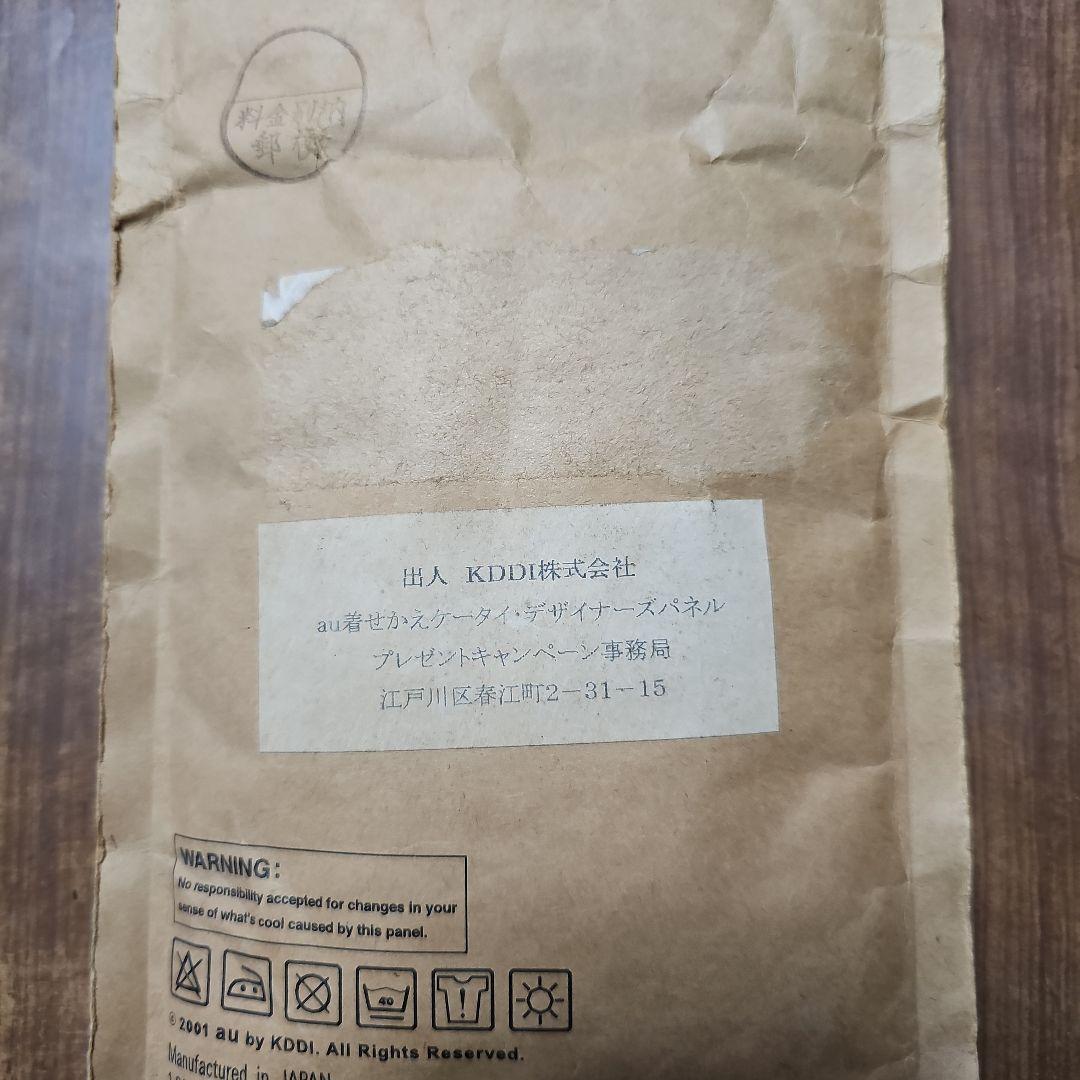 料金別納
郵便
出人 KDDI株式会社
au着せかえケータイ・デザイナーズパネル
プレゼントキャンペーン事務局
江戸川区春江町2-31-15
WARNING:
No responsibility accepted for changes in your
sense of what's cool caused by this panel.
40
© 2001 au by KDDI. All Rights Reserved.
Manufactured in JAPAN